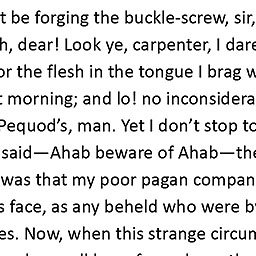 t be forging the buckle-screw, sir,
h, dear! Look ye, carpenter, I dare
or the flesh in the tongue I brag w
t morning; and lo! no inconsidera
Pequod’s, man. Yet I don’t stop to
said—Ahab beware of Ahab—the
was that my poor pagan compan
s face, as any beheld who were by
es. Now, when this strange circum